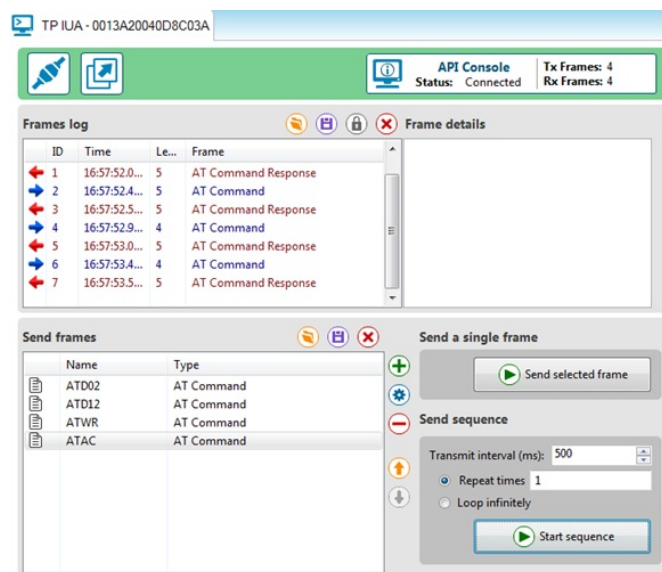 TP IUA - 0013A20040D8C03A
API Console
Status: Connected
Tx Frames: 4
Rx Frames: 4
Frames log
Frame details
ID Time Le... Frame
1 16:57:52.0... 5 AT Command Response
2 16:57:52.4... 5 AT Command
3 16:57:52.5... 5 AT Command Response
4 16:57:52.9... 4 AT Command
5 16:57:53.0... 5 AT Command Response
6 16:57:53.4... 4 AT Command
7 16:57:53.5... 5 AT Command Response
Send frames
Name Type
ATD02 AT Command
ATD12 AT Command
ATWR AT Command
ATAC AT Command
Send a single frame
Send selected frame
Send sequence
Transmit interval (ms): 500
Repeat times 1
Loop infinitely
Start sequence